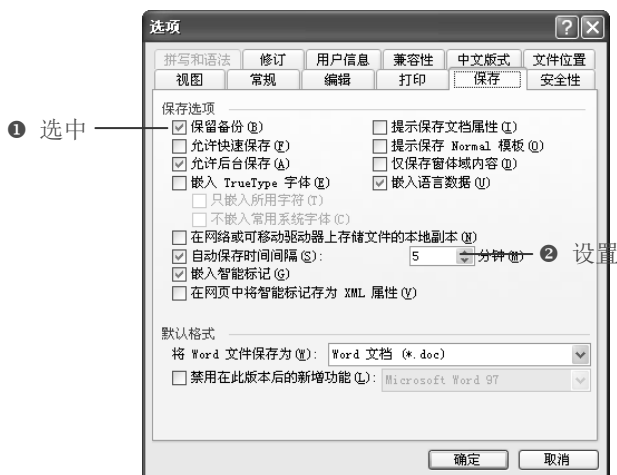 选项
拼写和语法 修订 用户信息 兼容性 中文版式 文件位置
视图 常规 编辑 打印 保存 安全性
保存选项
❶ 选中
保留备份(B) 提示保存文档属性(I)
允许快速保存(F) 提示保存 Normal 模板(O)
允许后台保存(A) 仅保存窗体域内容(D)
嵌入 TrueType 字体(E) 嵌入语言数据(U)
只嵌入所用字符(T)
不嵌入常用系统字体(C)
在网络或可移动驱动器上存储文件的本地副本(N)
自动保存时间间隔(S): 5 分钟(M) ❷ 设置
嵌入智能标记(G)
在网页中将智能标记存为 XML 属性(V)
默认格式
将 Word 文件保存为(W): Word 文档 (*.doc)
禁用在此版本后的新增功能(L): Microsoft Word 97
确定 取消